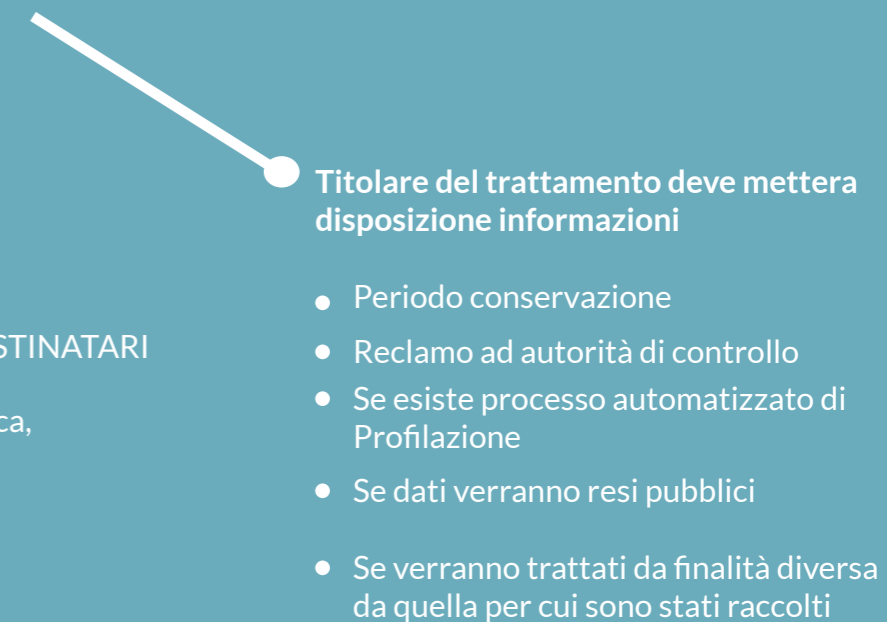 Titolare del trattamento deve mettera
disposizione informazioni
Periodo conservazione
STINATARI
Reclamo ad autorità di controllo
Se esiste processo automatizzato di
ca,
Profilazione
Se dati verranno resi pubblici
Se verranno trattati da finalità diversa
da quella per cui sono stati raccolti